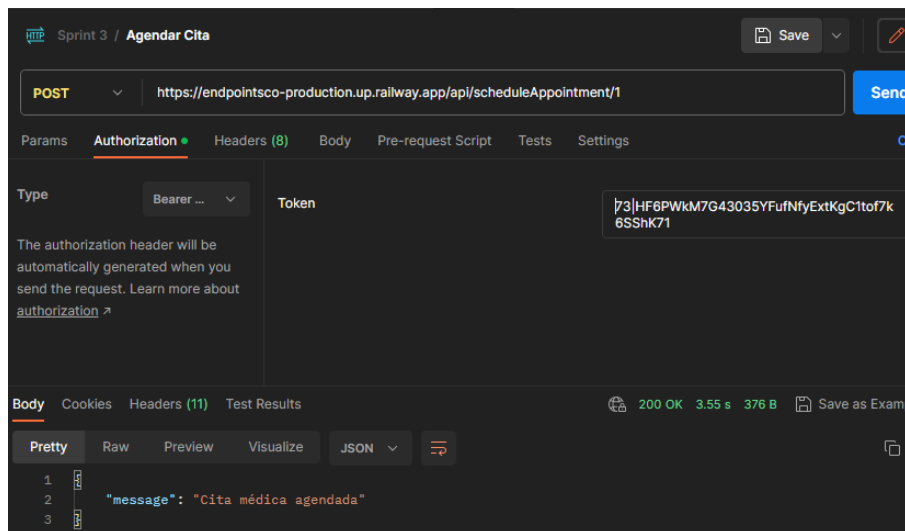 HTTP Sprint 3 / Agendar Cita Save
POST https://endpointsco-production.up.railway.app/api/scheduleAppointment/1 Send
Params Authorization Headers (8) Body Pre-request Script Tests Settings
Type Bearer ... Token 73|HF6PWkM7G43035YFufNfyExtKgC1tof7k
6SShK71
The authorization header will be
automatically generated when you
send the request. Learn more about
authorization ↗
Body Cookies Headers (11) Test Results 200 OK 3.55 s 376 B Save as Exam
Pretty Raw Preview Visualize JSON
1 {
2 "message": "Cita médica agendada"
3 }